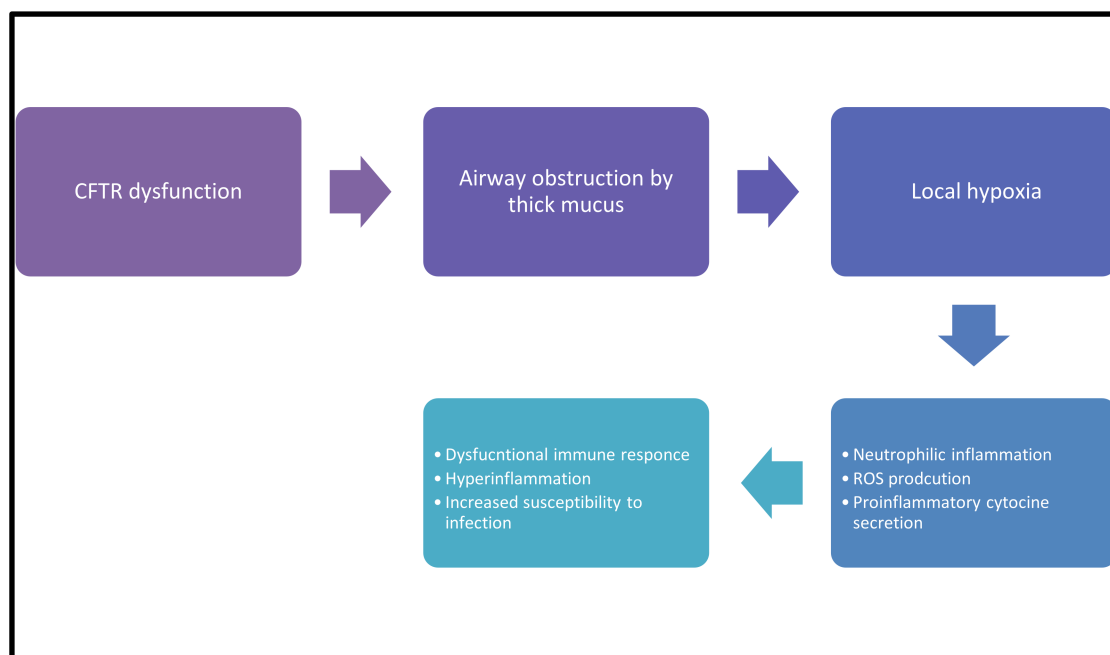 CFTR dysfunction
Airway obstruction by
thick mucus
Local hypoxia
• Neutrophilic inflammation
• ROS prodcution
• Proinflammatory cytocine
secretion
• Dysfucntional immune responce
• Hyperinflammation
• Increased susceptibility to
infection